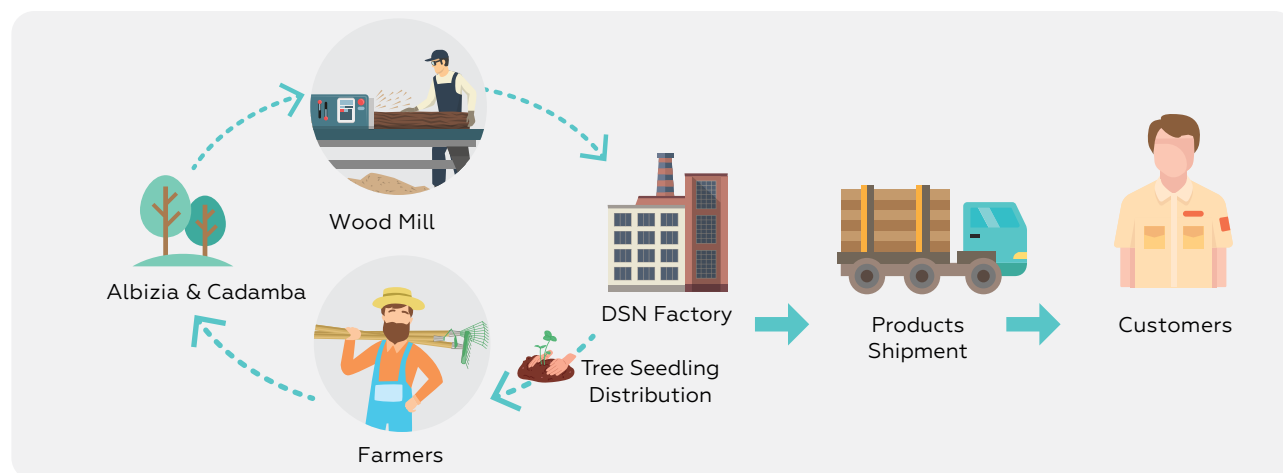 Wood Mill
Albizia & Cadamba
DSN Factory
Products
Shipment
Customers
Tree Seedling
Distribution
Farmers